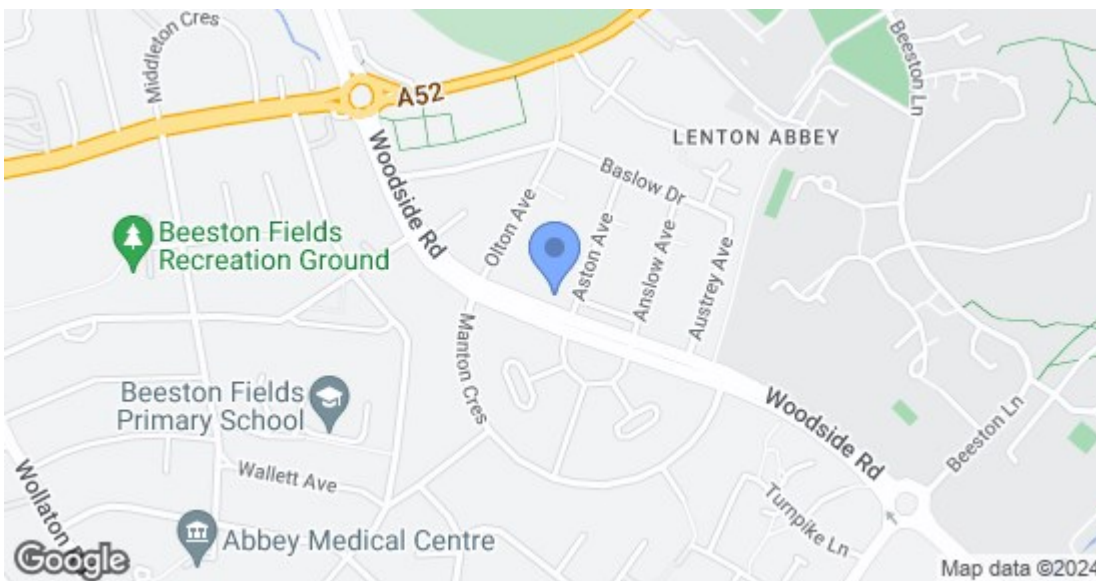 Middleton Cres
A52
Beeston Ln
LENTON ABBEY
Woodside Rd
Baslow Dr
Olton Ave
Aston Ave
Anslow Ave
Austrey Ave
Beeston Fields
Recreation Ground
Manton Cres
Beeston Fields
Primary School
Woodside Rd
Beeston Ln
Wallett Ave
Wollaton
Turnpike Ln
Abbey Medical Centre
Google
Map data ©2024